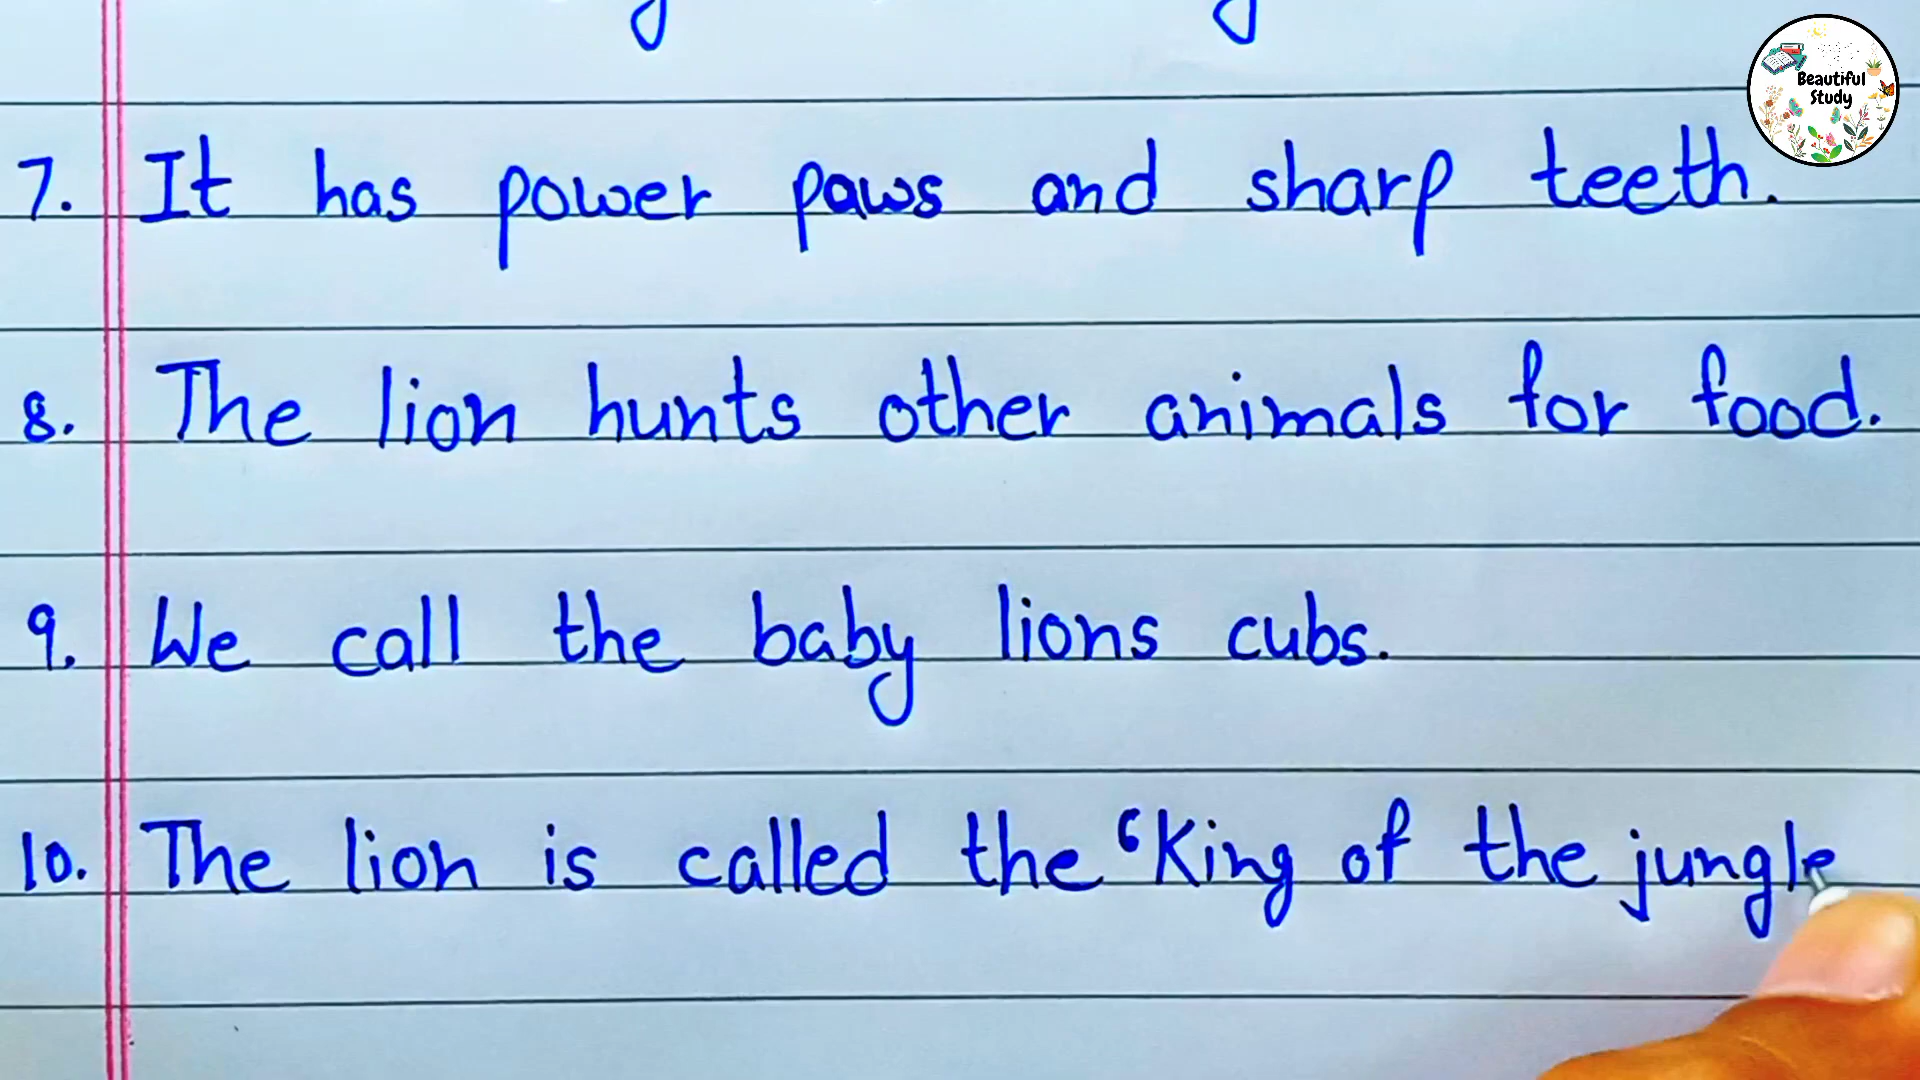 Beautiful
Study
7. It has power paws and sharp teeth.
8. The lion hunts other animals for food.
9. We call the baby lions cubs.
10. The lion is called the ‘King of the jungle